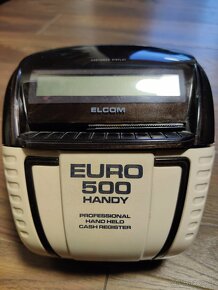 ELCOM
EURO
500
HANDY
PROFESSIONAL
HAND HELD
CASH REGISTER